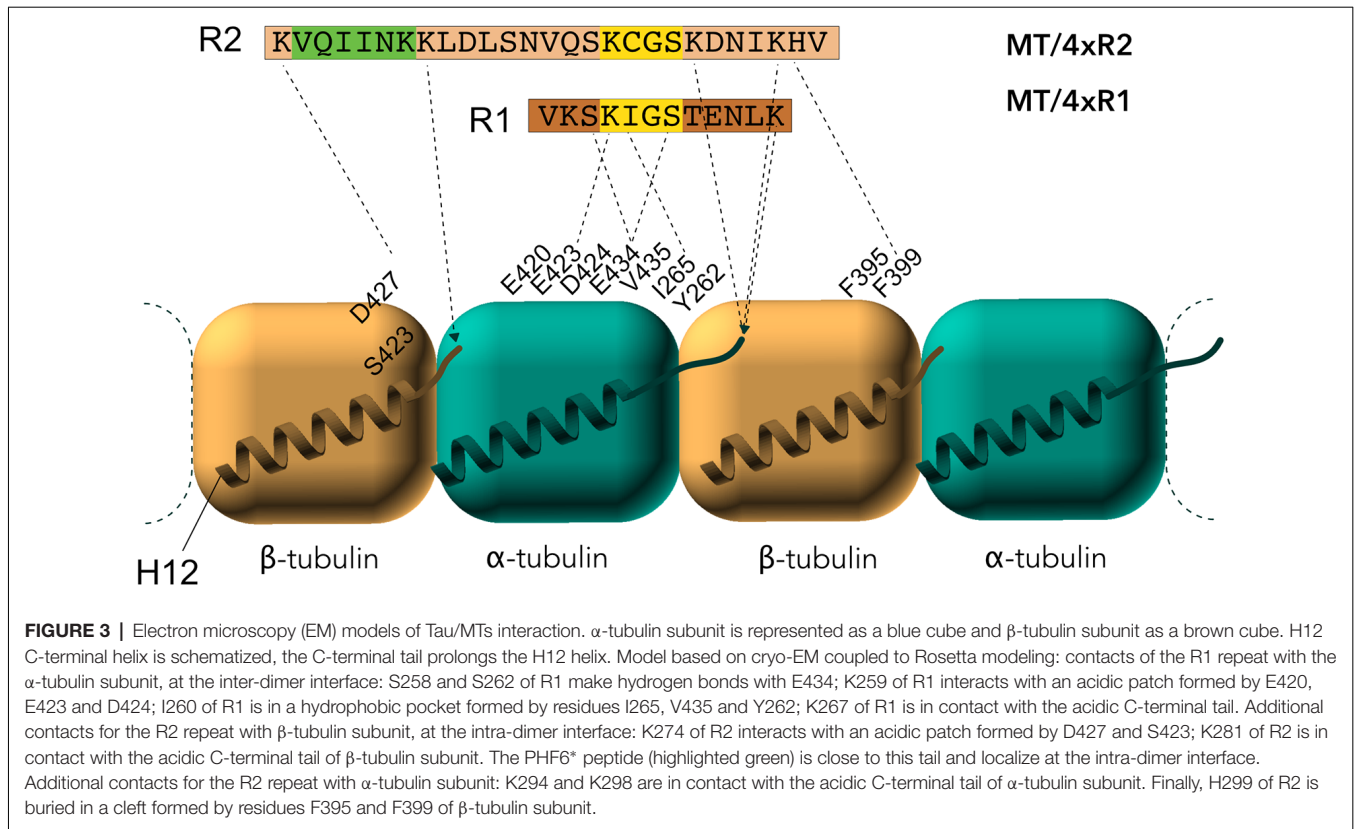 R2 KVQIINKKLDLSNVQSKCGSKDNIKHV
MT/4xR2
MT/4xR1
R1 VKSKIGSTENLK
D427
S423
E420
E423
D424
E434
V435
I265
Y262
F395
F399
H12
β-tubulin
α-tubulin
β-tubulin
α-tubulin
FIGURE 3 | Electron microscopy (EM) models of Tau/MTs interaction. α-tubulin subunit is represented as a blue cube and β-tubulin subunit as a brown cube. H12
C-terminal helix is schematized, the C-terminal tail prolongs the H12 helix. Model based on cryo-EM coupled to Rosetta modeling: contacts of the R1 repeat with the
α-tubulin subunit, at the inter-dimer interface: S258 and S262 of R1 make hydrogen bonds with E434; K259 of R1 interacts with an acidic patch formed by E420,
E423 and D424; I260 of R1 is in a hydrophobic pocket formed by residues I265, V435 and Y262; K267 of R1 is in contact with the acidic C-terminal tail. Additional
contacts for the R2 repeat with β-tubulin subunit, at the intra-dimer interface: K274 of R2 interacts with an acidic patch formed by D427 and S423; K281 of R2 is in
contact with the acidic C-terminal tail of β-tubulin subunit. The PHF6* peptide (highlighted green) is close to this tail and localize at the intra-dimer interface.
Additional contacts for the R2 repeat with α-tubulin subunit: K294 and K298 are in contact with the acidic C-terminal tail of α-tubulin subunit. Finally, H299 of R2 is
buried in a cleft formed by residues F395 and F399 of β-tubulin subunit.